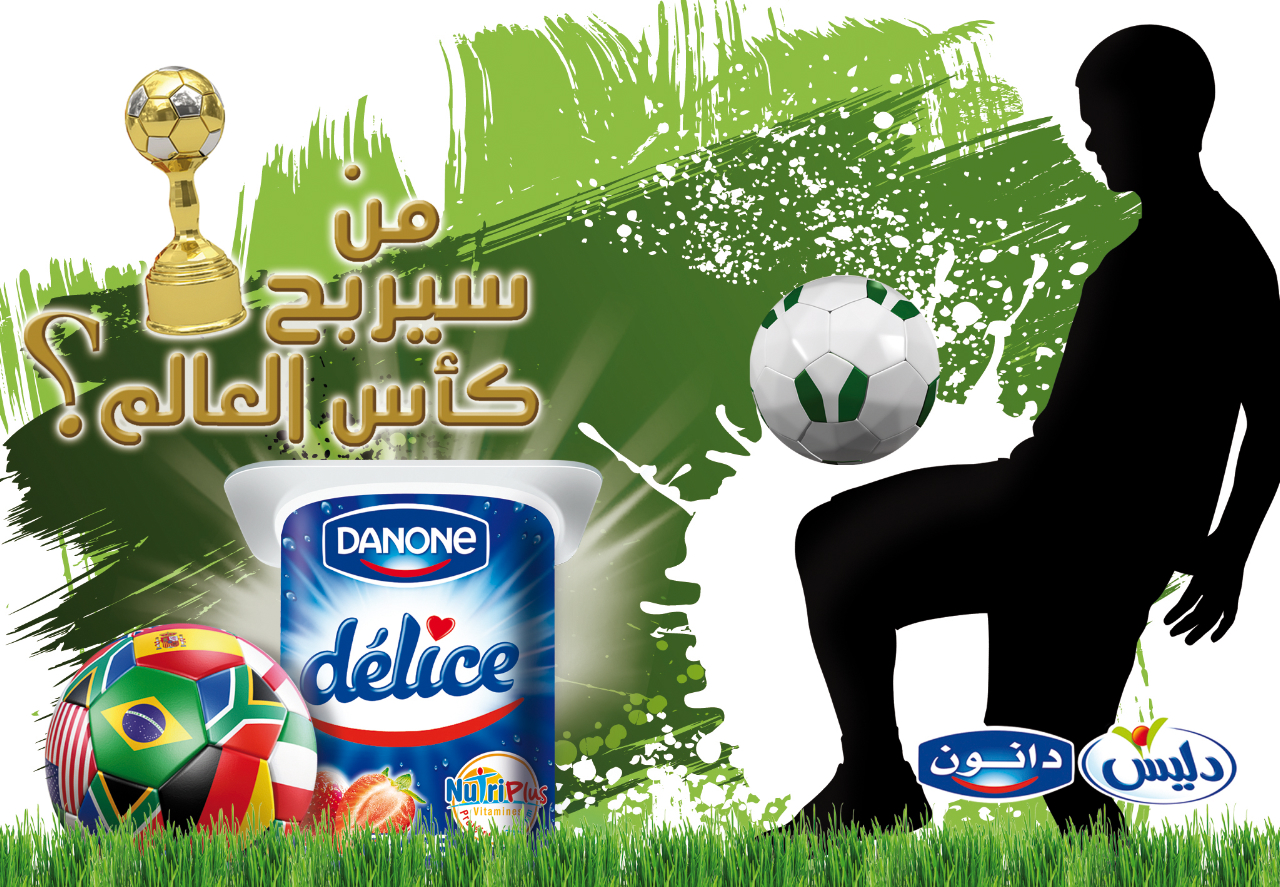 من
سيربح
كأس العالم؟
DANONE
délice
NutriPlus
دانون
دليس